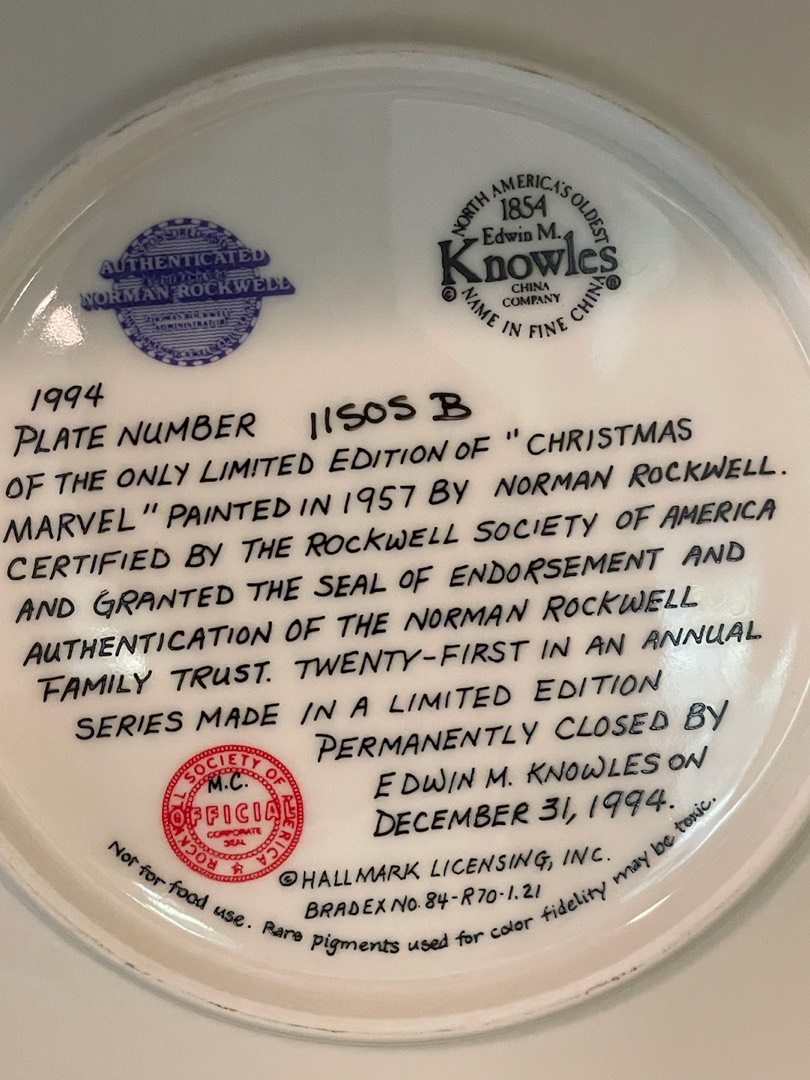 AUTHENTICATED
NORMAN ROCKWELL
NORTH AMERICA'S OLDEST
1854
Edwin M.
Knowles
CHINA
COMPANY
© NAME IN FINE CHINA ®
1994
PLATE NUMBER 11505 B
OF THE ONLY LIMITED EDITION OF "CHRISTMAS
MARVEL" PAINTED IN 1957 BY NORMAN ROCKWELL.
CERTIFIED BY THE ROCKWELL SOCIETY OF AMERICA
AND GRANTED THE SEAL OF ENDORSEMENT AND
AUTHENTICATION OF THE NORMAN ROCKWELL
FAMILY TRUST. TWENTY-FIRST IN AN ANNUAL
SERIES MADE IN A LIMITED EDITION
PERMANENTLY CLOSED BY
EDWIN M. KNOWLES ON
DECEMBER 31, 1994.
ROCKWELL SOCIETY OF AMERICA
M.C.
OFFICIAL
CORPORATE
SEAL
©HALLMARK LICENSING, INC.
BRADEX NO. 84-R70-1.21
Not for food use. Rare pigments used for color fidelity may be toxic.